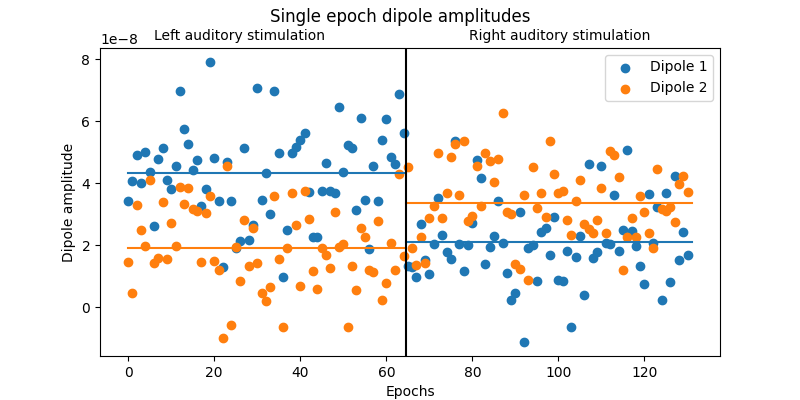 Single epoch dipole amplitudes
Left auditory stimulation
Right auditory stimulation
1e−8
Dipole 1
Dipole 2
8
6
4
2
0
Dipole amplitude
0
20
40
60
80
100
120
Epochs